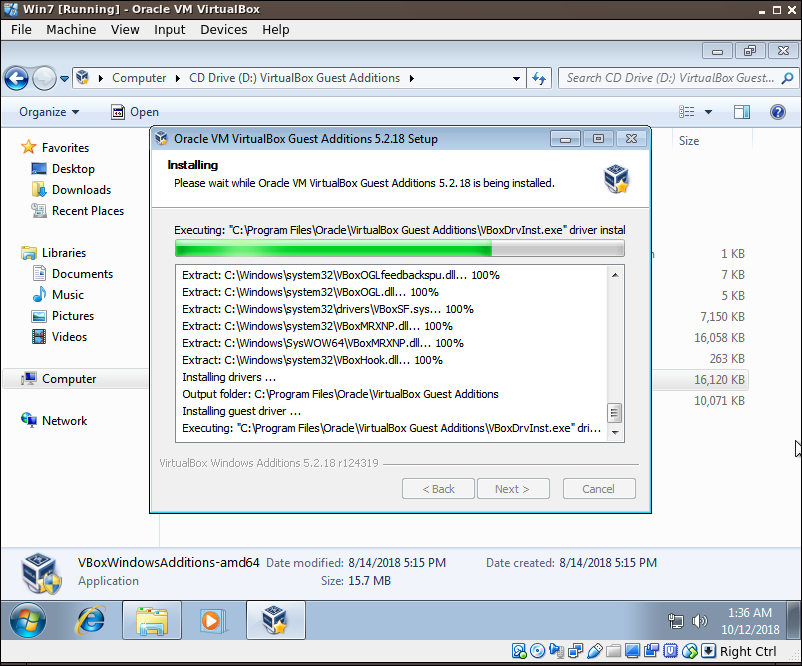 Win7 [Running] - Oracle VM VirtualBox
File Machine View Input Devices Help
Computer CD Drive (D:) VirtualBox Guest Additions
Search CD Drive (D:) VirtualBox Guest...
Organize Open
Favorites
Desktop
Downloads
Recent Places
Libraries
Documents
Music
Pictures
Videos
Computer
Network
Size
1 KB
7 KB
5 KB
7,150 KB
16,058 KB
263 KB
16,120 KB
10,071 KB
Oracle VM VirtualBox Guest Additions 5.2.18 Setup
Installing
Please wait while Oracle VM VirtualBox Guest Additions 5.2.18 is being installed.
Executing: "C:\Program Files\Oracle\VirtualBox Guest Additions\VBoxDrvInst.exe" driver instal
Extract: C:\Windows\system32\VBoxOGLfeedbackspu.dll... 100%
Extract: C:\Windows\system32\VBoxOGL.dll... 100%
Extract: C:\Windows\system32\drivers\VBoxSF.sys... 100%
Extract: C:\Windows\system32\VBoxMRXNP.dll... 100%
Extract: C:\Windows\SysWOW64\VBoxMRXNP.dll... 100%
Extract: C:\Windows\system32\VBoxHook.dll... 100%
Installing drivers ...
Output folder: C:\Program Files\Oracle\VirtualBox Guest Additions
Installing guest driver ...
Executing: "C:\Program Files\Oracle\VirtualBox Guest Additions\VBoxDrvInst.exe" dri...
VirtualBox Windows Additions 5.2.18 r124319
< Back Next > Cancel
VBoxWindowsAdditions-amd64 Date modified: 8/14/2018 5:15 PM Date created: 8/14/2018 5:15 PM
Application Size: 15.7 MB
1:36 AM
10/12/2018
Right Ctrl